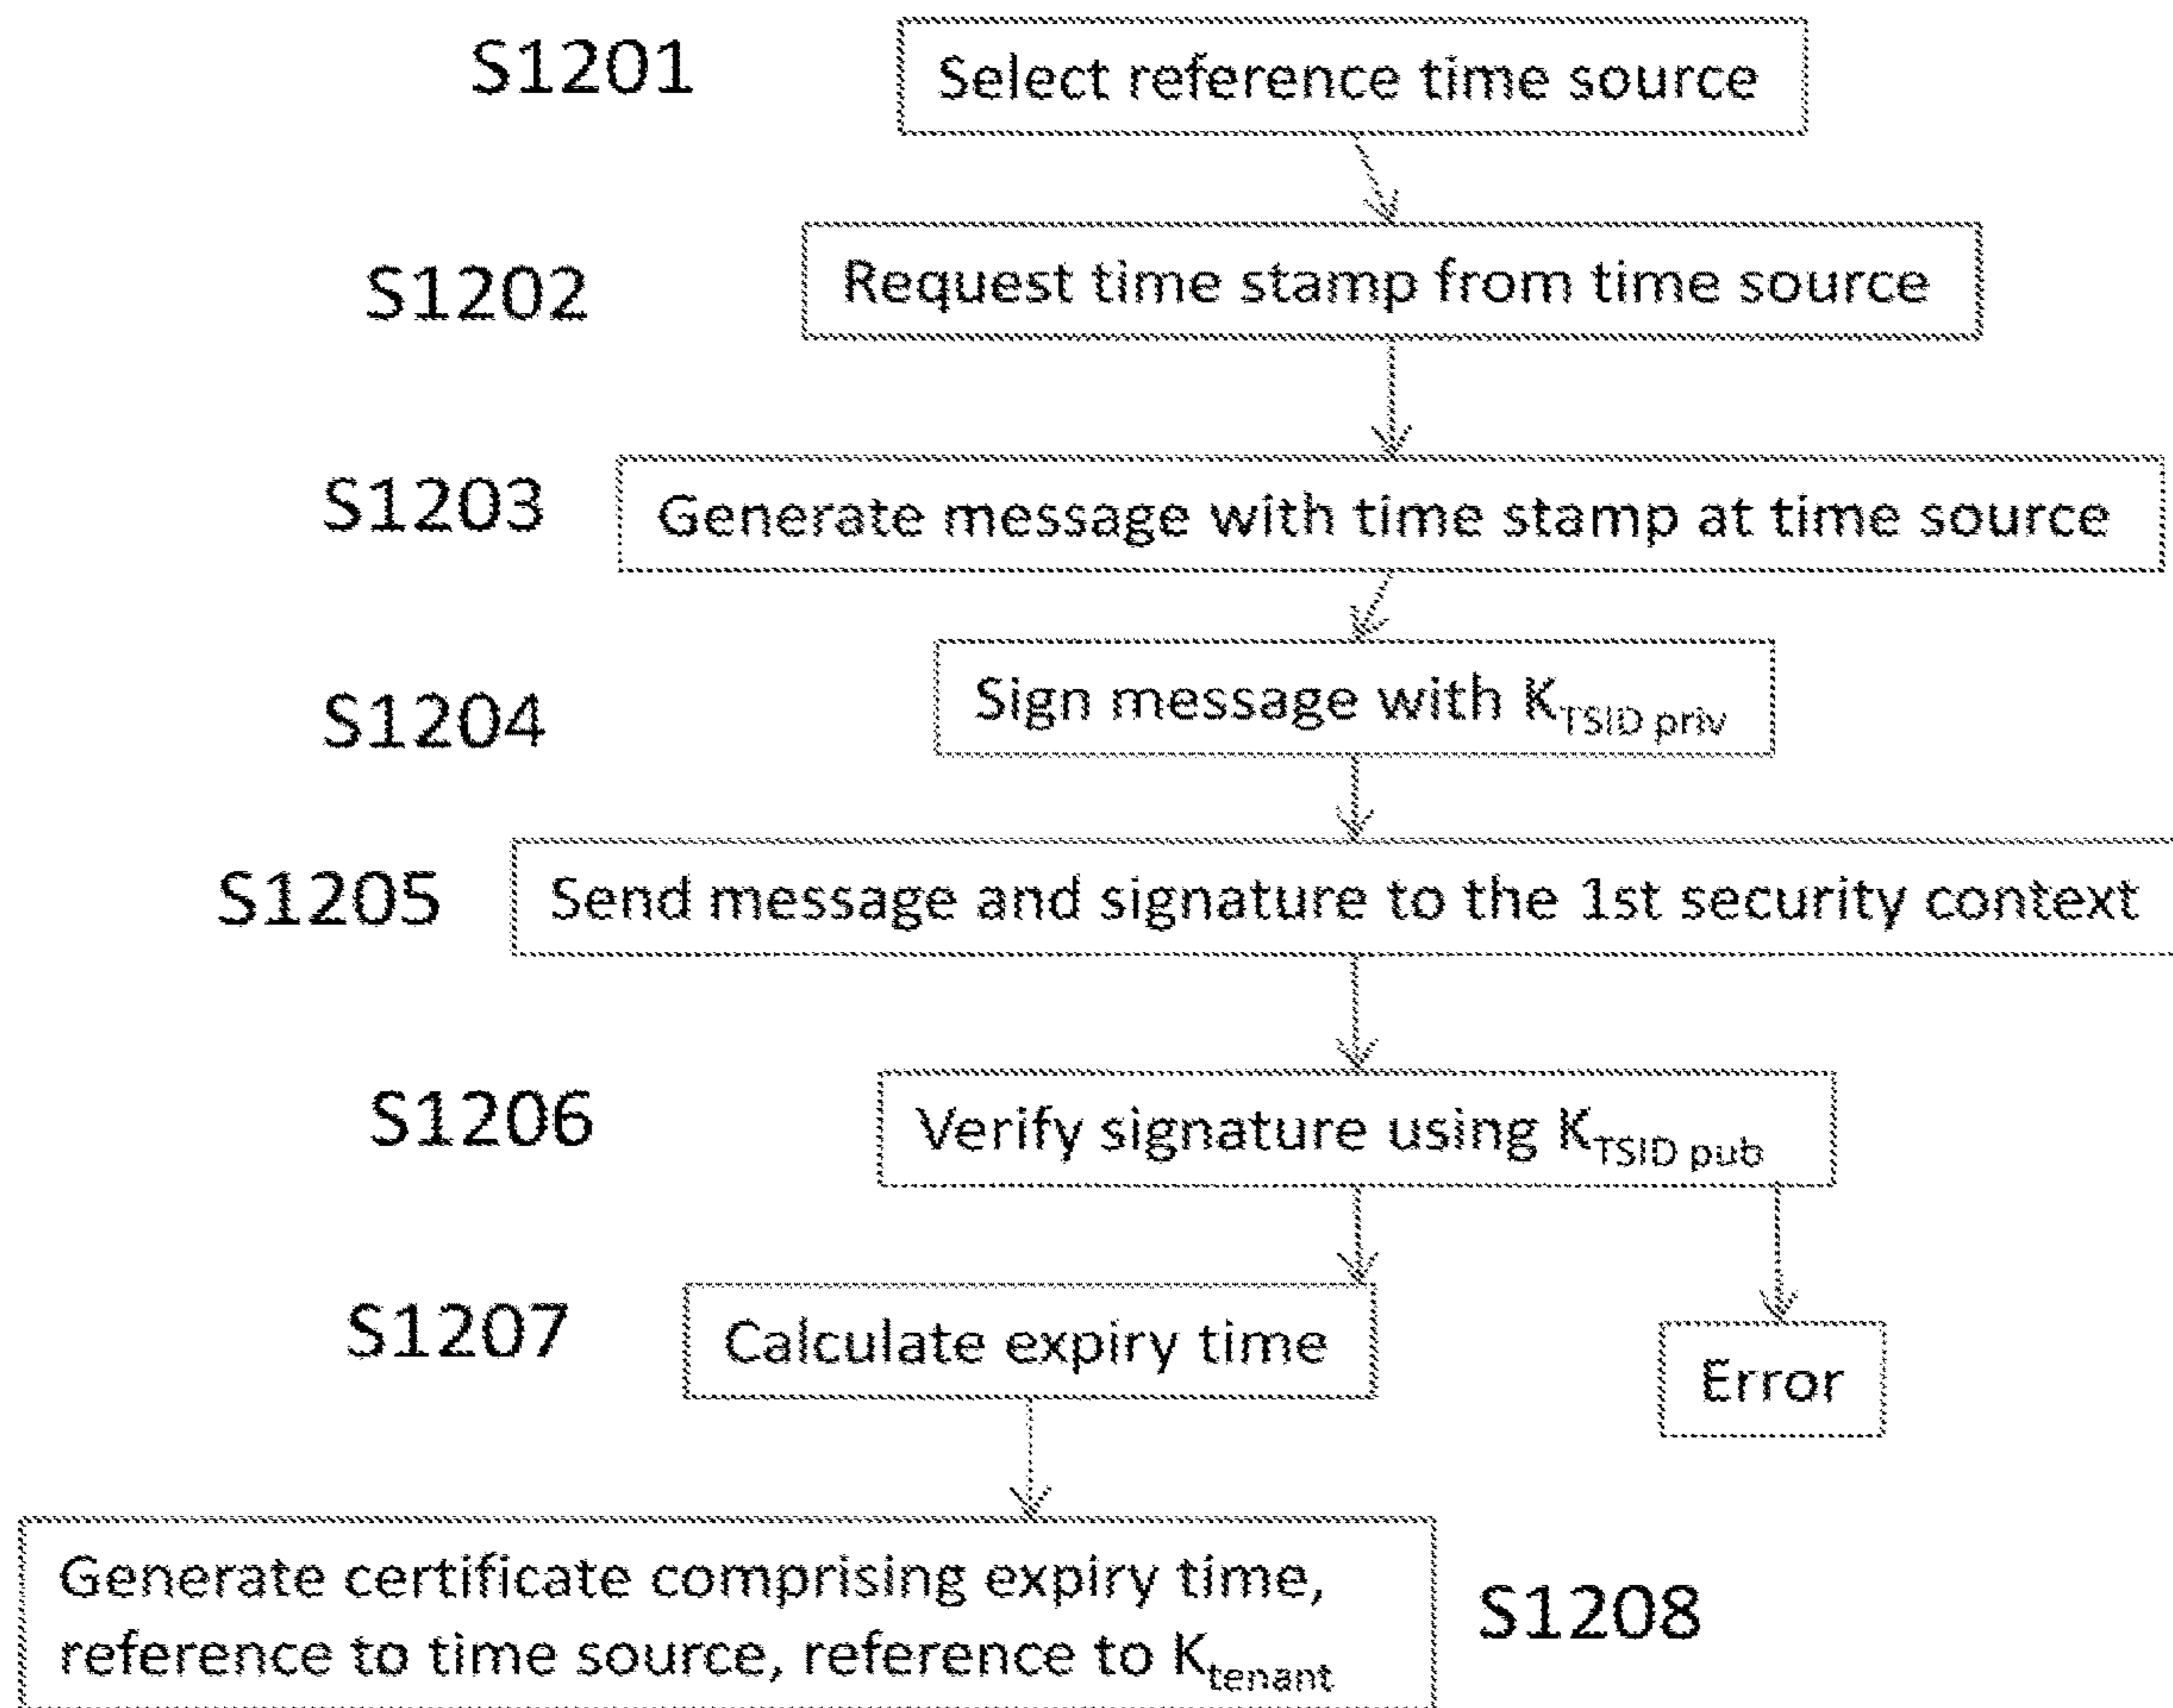 S1201
Select reference time source
S1202
Request time stamp from time source
S1203
Generate message with time stamp at time source
S1204
Sign message with K_TSID priv
S1205
Send message and signature to the 1st security context
S1206
Verify signature using K_TSID pub
S1207
Calculate expiry time
Error
Generate certificate comprising expiry time,
reference to time source, reference to K_tenant
S1208